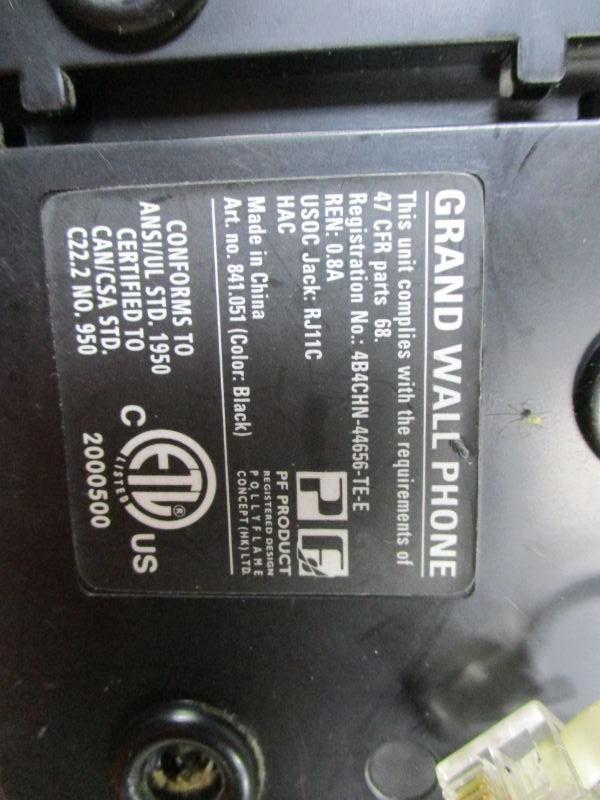 GRAND WALL PHONE
This unit complies with the requirements of
47 CFR parts 68.
Registration No.: 4B4CHN-44656-TE-E
REN: 0.8A
USOC Jack: RJ11C
HAC
PF
PF PRODUCT
REGISTERED DESIGN
POLLYFLAME
CONCEPT (HK) LTD.
Made in China
Art. no. 841.051 (Color: Black)
CONFORMS TO
ANSI/UL STD. 1950
CERTIFIED TO
CAN/CSA STD.
C22.2 NO. 950
C ETL ® US
LISTED
2000500